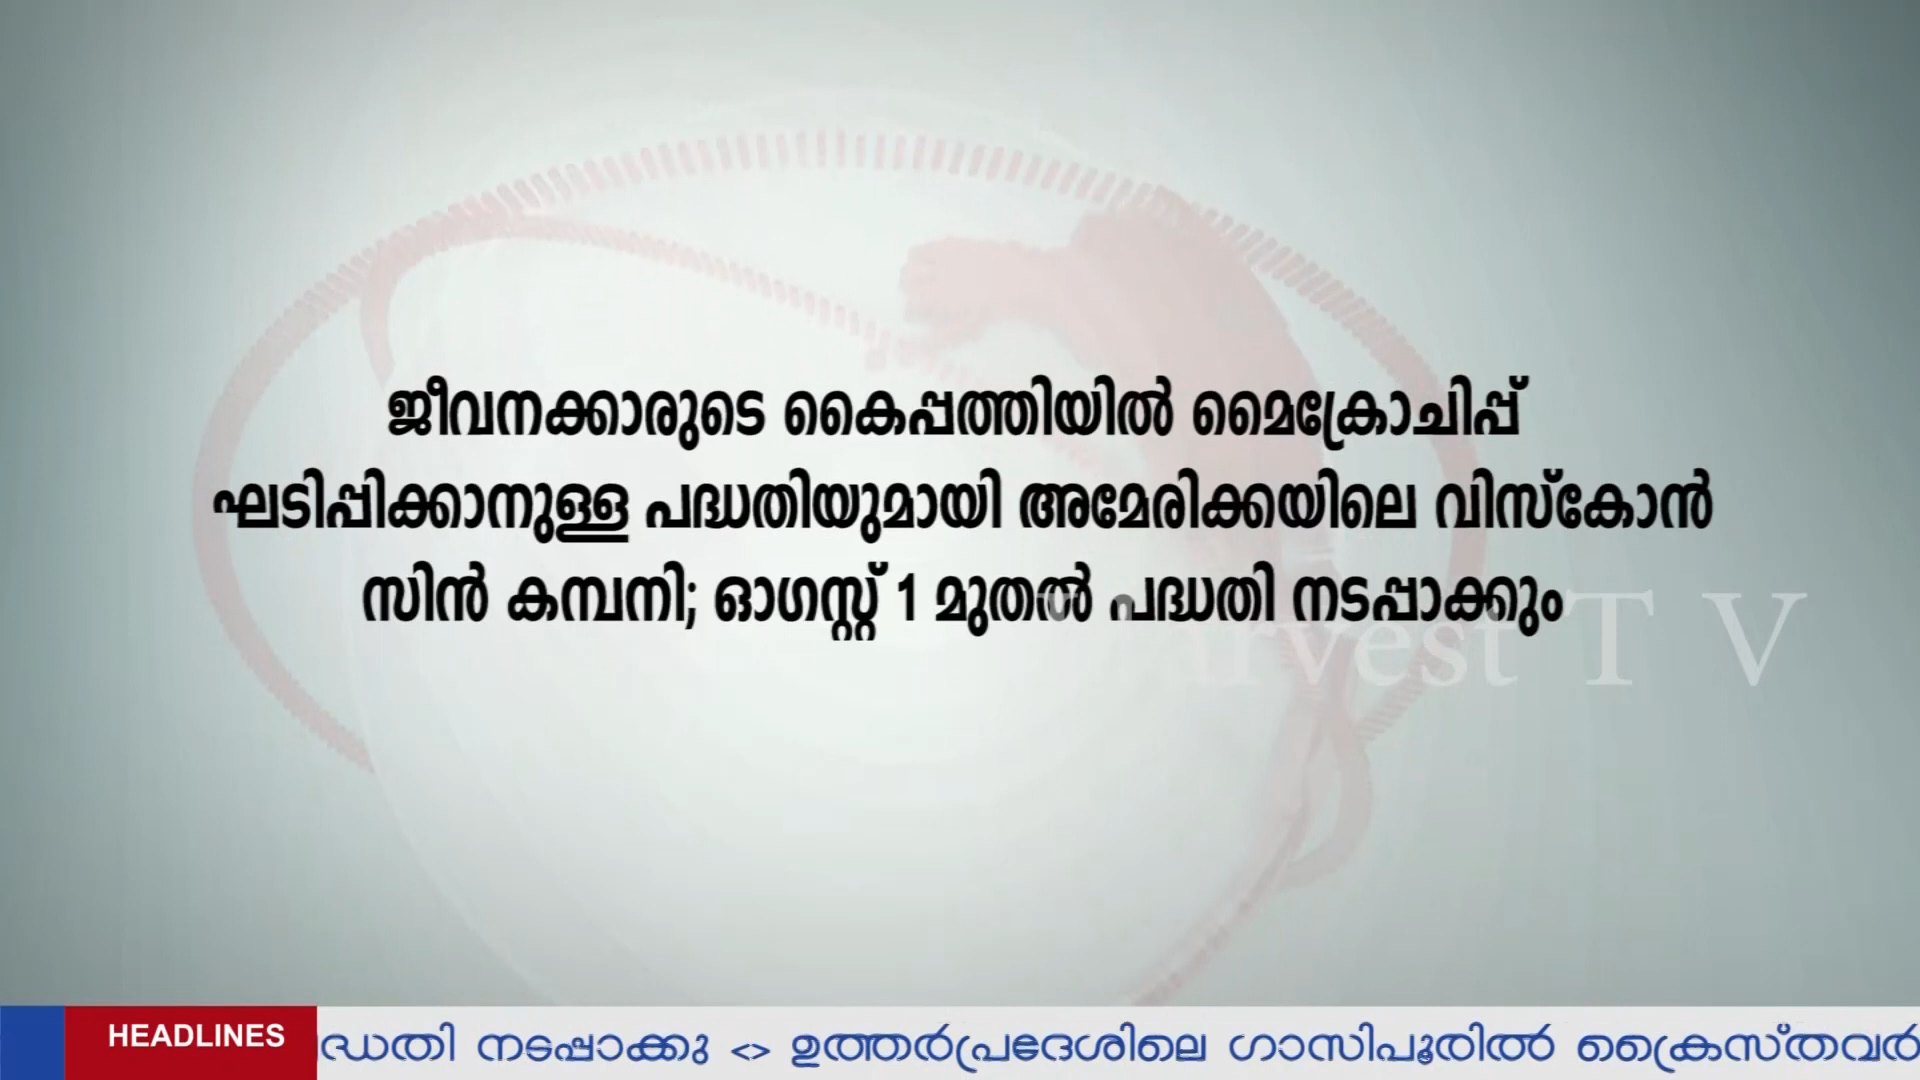 ജീവനക്കാരുടെ കൈപ്പത്തിയിൽ മൈക്രോചിപ്പ്
ഘടിപ്പിക്കാനുള്ള പദ്ധതിയുമായി അമേരിക്കയിലെ വിസ്കോൻ
സിൻ കമ്പനി; ഓഗസ്റ്റ് 1 മുതൽ പദ്ധതി നടപ്പാക്കും
TV
HEADLINES
ദ്ധതി നടപ്പാക്കു <> ഉത്തർപ്രദേശിലെ ഗാസിപൂരിൽ ക്രൈസ്തവർ